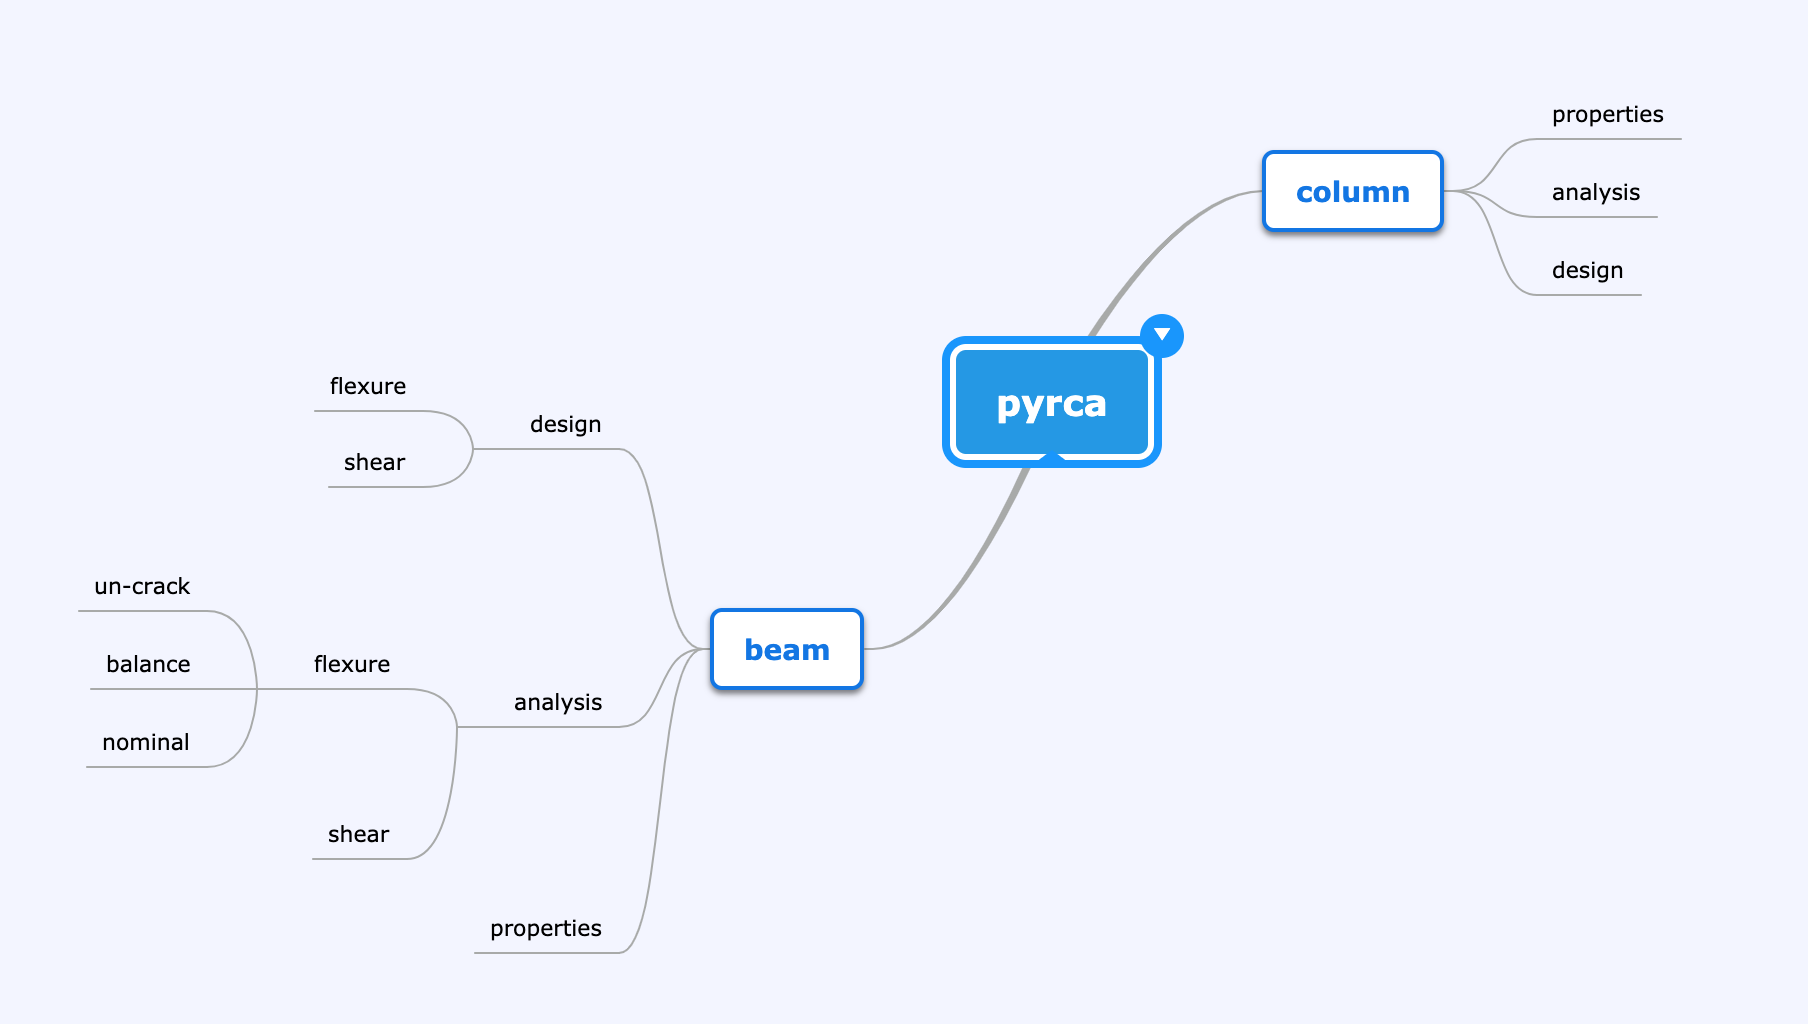 pyrca
column
properties
analysis
design
beam
design
flexure
shear
analysis
flexure
un-crack
balance
nominal
shear
properties